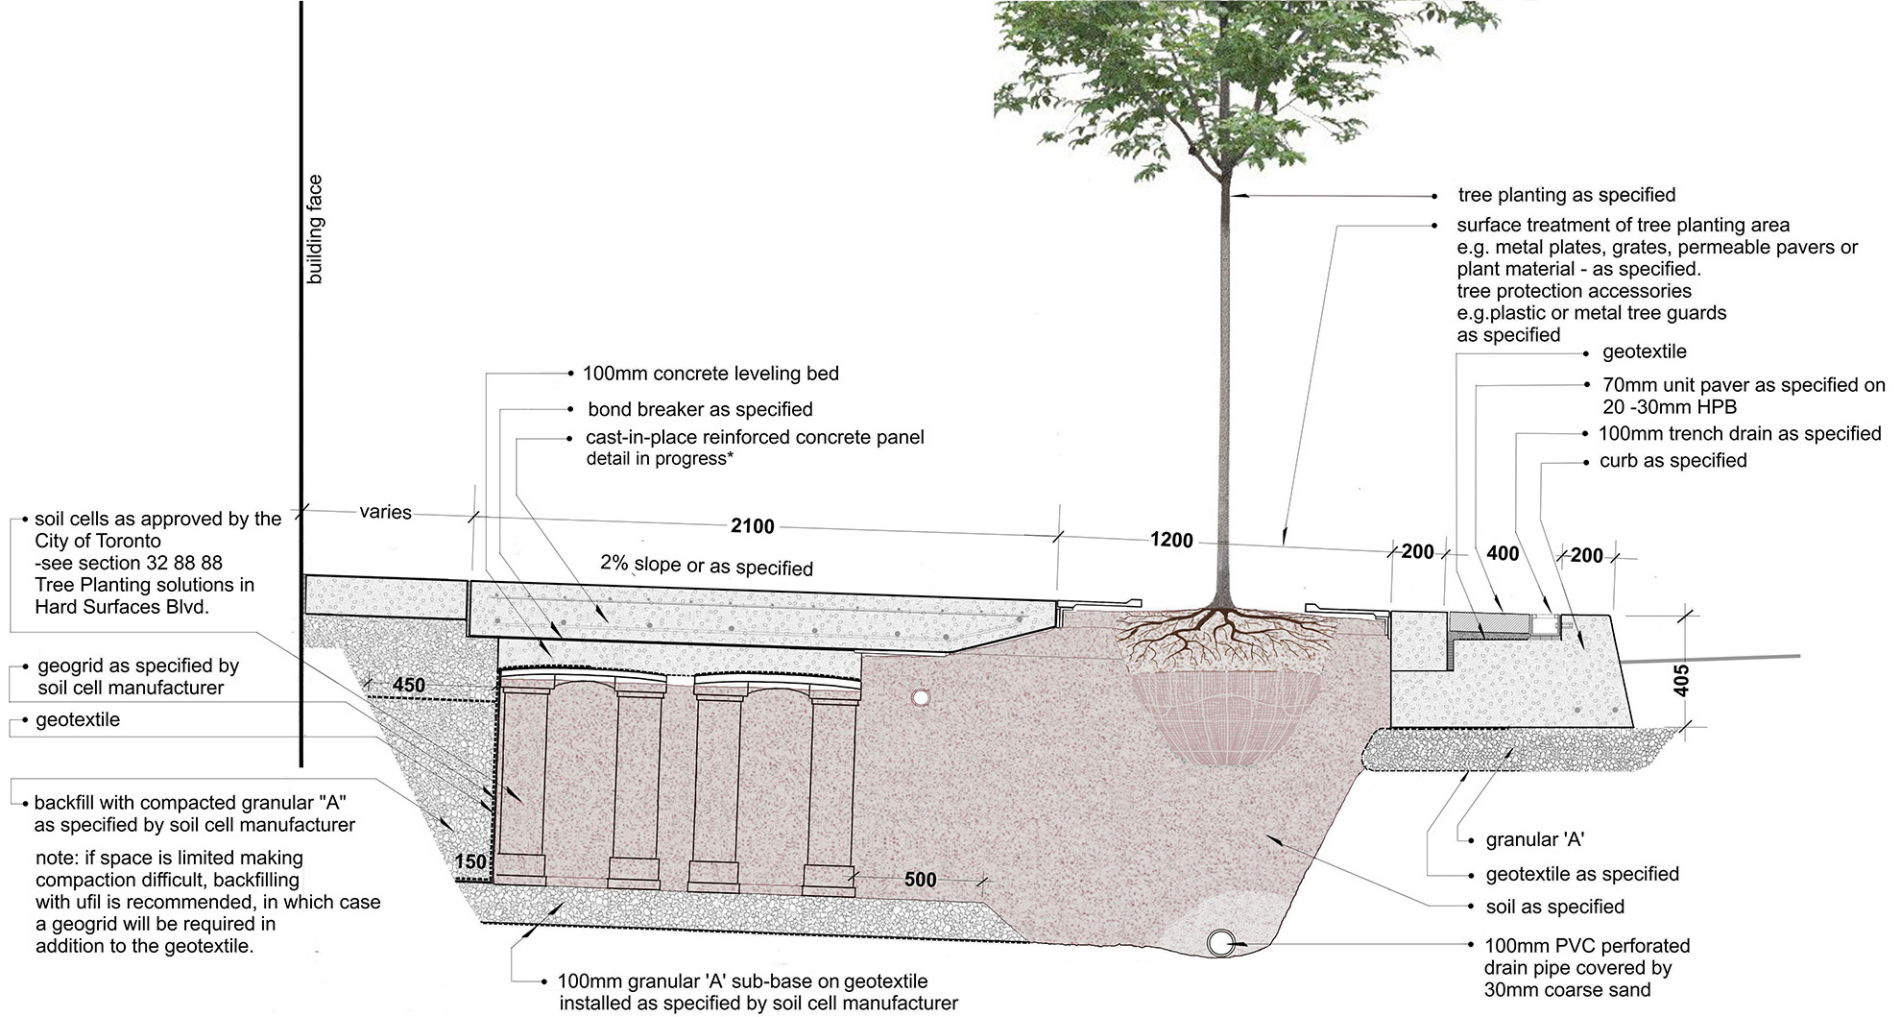 building face
tree planting as specified
surface treatment of tree planting area
e.g. metal plates, grates, permeable pavers or
plant material - as specified.
tree protection accessories
e.g.plastic or metal tree guards
as specified
geotextile
70mm unit paver as specified on
20 -30mm HPB
100mm trench drain as specified
curb as specified
100mm concrete leveling bed
bond breaker as specified
cast-in-place reinforced concrete panel
detail in progress*
varies
2100
1200
200
400
200
2% slope or as specified
soil cells as approved by the
City of Toronto
-see section 32 88 88
Tree Planting solutions in
Hard Surfaces Blvd.
geogrid as specified by
soil cell manufacturer
geotextile
450
405
backfill with compacted granular "A"
as specified by soil cell manufacturer
note: if space is limited making
compaction difficult, backfilling
with ufil is recommended, in which case
a geogrid will be required in
addition to the geotextile.
150
500
granular 'A'
geotextile as specified
soil as specified
100mm PVC perforated
drain pipe covered by
30mm coarse sand
100mm granular 'A' sub-base on geotextile
installed as specified by soil cell manufacturer